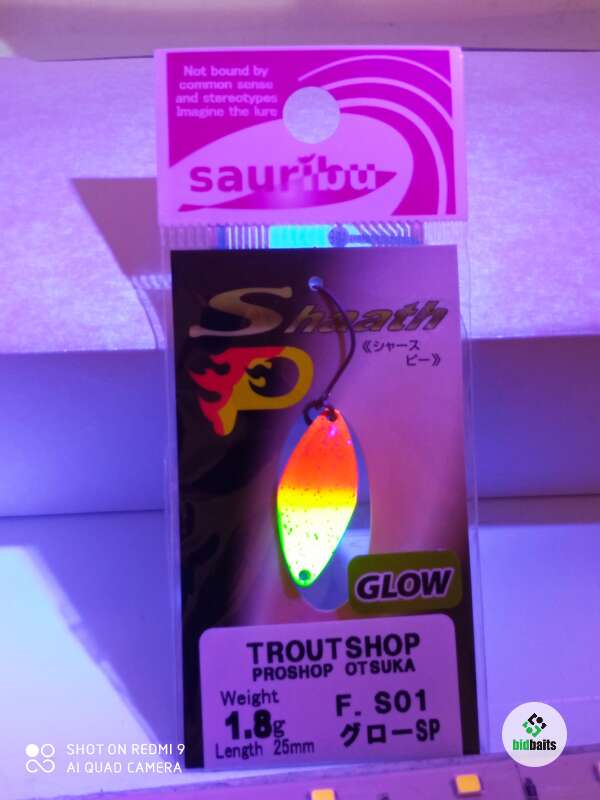 Not bound by
common sense
and stereotypes
Imagine the lure
sauribu
Shaath
《シャース
ピー》
P
GLOW
TROUTSHOP
PROSHOP OTSUKA
Weight
1.8g
Length 25mm
F. S01
グローSP
bidbaits
SHOT ON REDMI 9
AI QUAD CAMERA